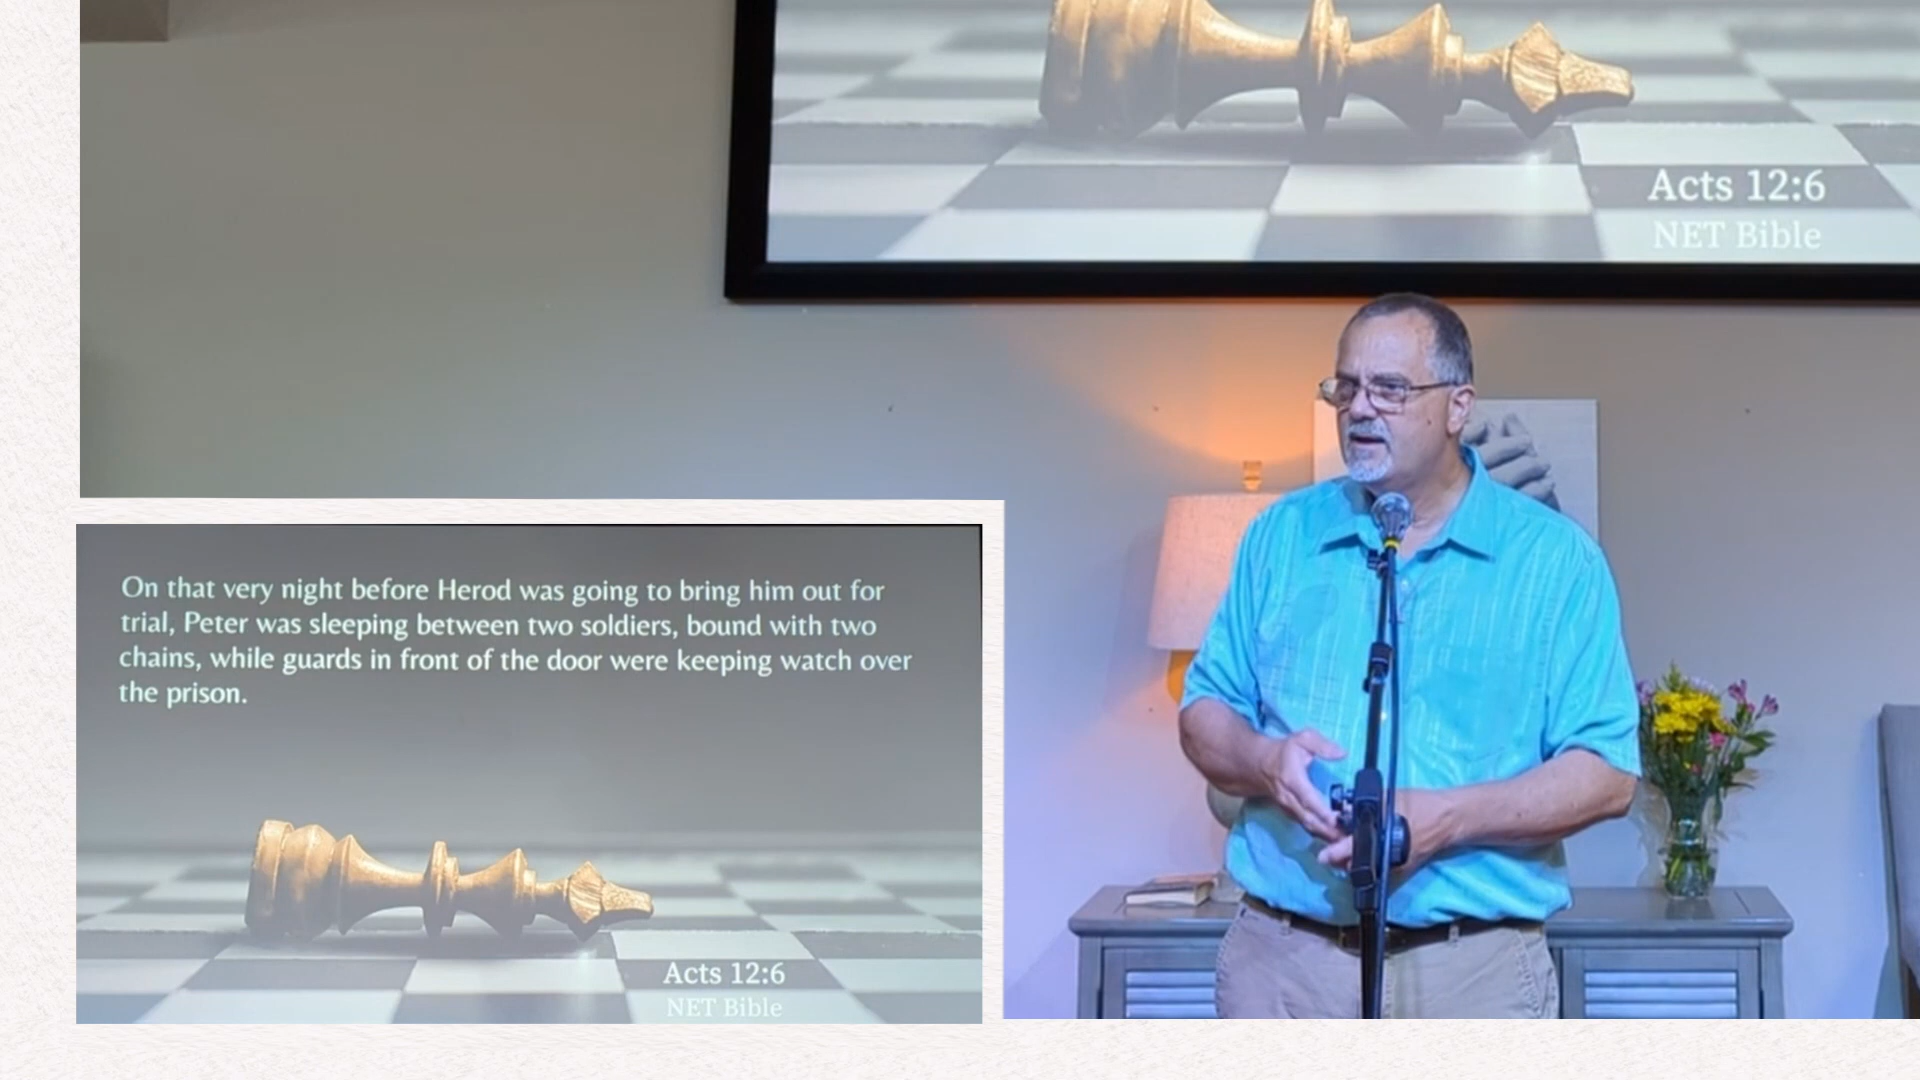 Acts 12:6
NET Bible
On that very night before Herod was going to bring him out for
trial, Peter was sleeping between two soldiers, bound with two
chains, while guards in front of the door were keeping watch over
the prison.
Acts 12:6
NET Bible